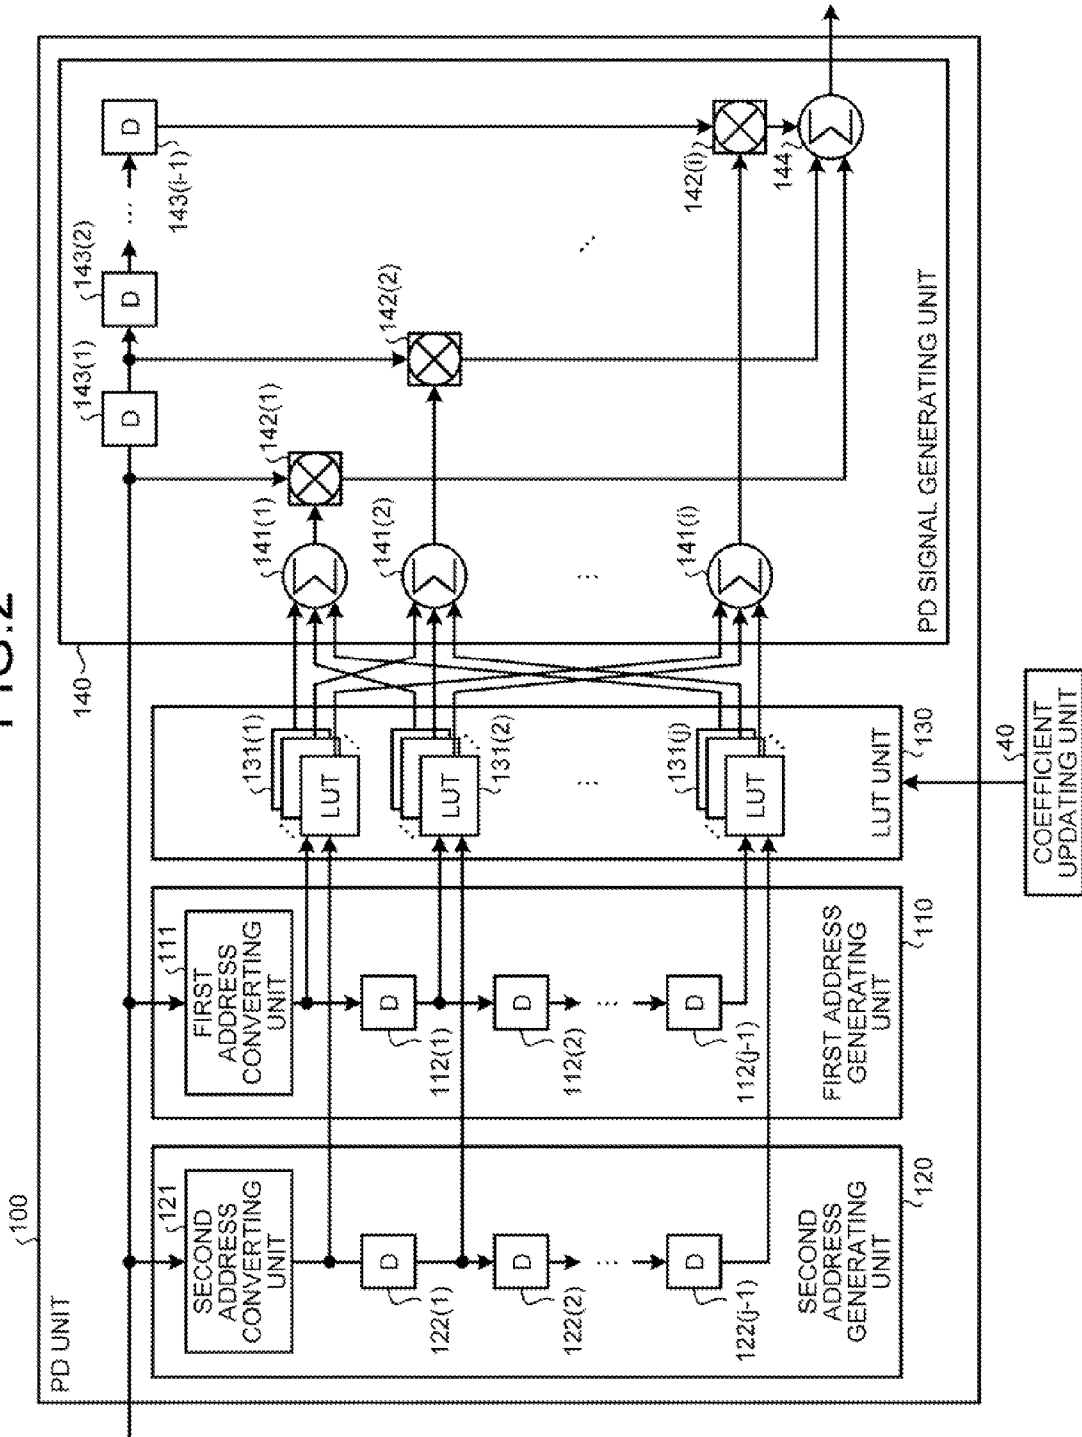 FIG.2
100
PD UNIT
140
143(1)
143(2)
...
D
D
D
143(i-1)
142(1)
142(2)
142(i)
...
141(1)
141(2)
...
141(i)
144
PD SIGNAL GENERATING UNIT
131(1)
LUT
LUT
131(2)
...
131(j)
LUT
LUT UNIT
130
40
COEFFICIENT
UPDATING UNIT
111
FIRST
ADDRESS
CONVERTING
UNIT
D
112(1)
D
112(2)
...
D
112(j-1)
FIRST ADDRESS
GENERATING
UNIT
110
121
SECOND
ADDRESS
CONVERTING
UNIT
D
122(1)
D
122(2)
...
D
122(j-1)
SECOND
ADDRESS
GENERATING
UNIT
120